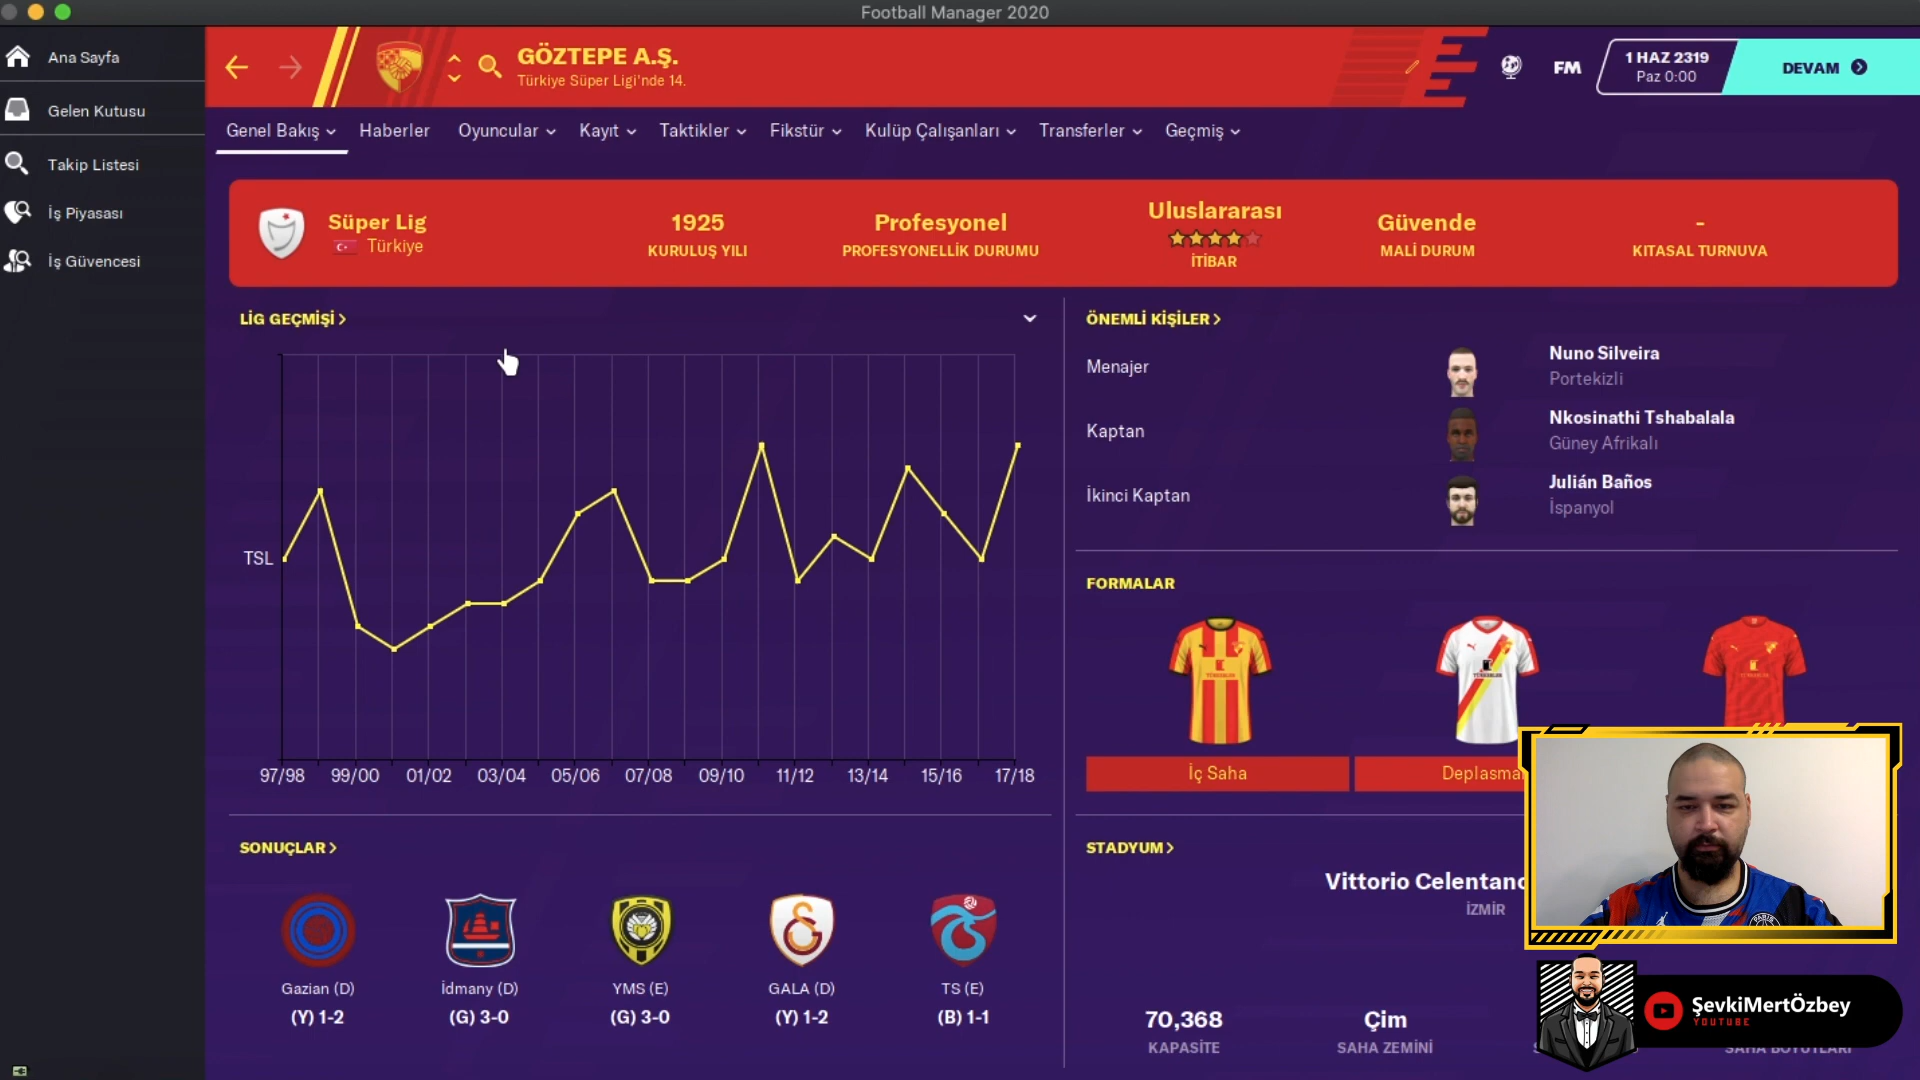 Football Manager 2020
Ana Sayfa
Gelen Kutusu
Takip Listesi
İş Piyasası
İş Güvencesi
GÖZTEPE A.Ş.
Türkiye Süper Ligi'nde 14.
FM
1 HAZ 2319
Paz 0:00
DEVAM
Genel Bakış
Haberler
Oyuncular
Kayıt
Taktikler
Fikstür
Kulüp Çalışanları
Transferler
Geçmiş
Süper Lig
Türkiye
1925
KURULUŞ YILI
Profesyonel
PROFESYONELLİK DURUMU
Uluslararası
İTİBAR
Güvende
MALİ DURUM
-
KITASAL TURNUVA
LİG GEÇMİŞİ >
TSL
97/98 99/00 01/02 03/04 05/06 07/08 09/10 11/12 13/14 15/16 17/18
ÖNEMLİ KİŞİLER >
Menajer
Nuno Silveira
Portekizli
Kaptan
Nkosinathi Tshabalala
Güney Afrikalı
İkinci Kaptan
Julián Baños
İspanyol
FORMALAR
İç Saha
Deplasma
SONUÇLAR >
Gazian (D)
(Y) 1-2
İdmany (D)
(G) 3-0
YMS (E)
(G) 3-0
GALA (D)
(Y) 1-2
TS (E)
(B) 1-1
STADYUM >
Vittorio Celentano
İZMİR
70,368
KAPASİTE
Çim
SAHA ZEMİNİ
SAHA BOYUTLARI
PARIS
ŞevkiMertÖzbey
YOUTUBE